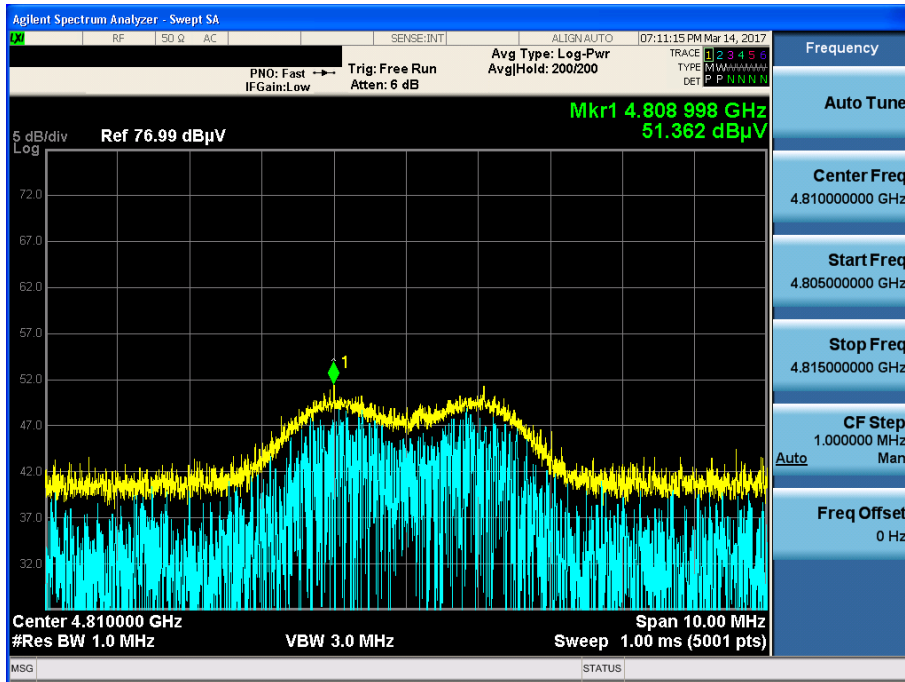 Agilent Spectrum Analyzer - Swept SA
LXI RF 50 Ω AC SENSE:INT ALIGN AUTO 07:11:15 PM Mar 14, 2017
PNO: Fast
IFGain:Low
Trig: Free Run
Atten: 6 dB
Avg Type: Log-Pwr
Avg|Hold: 200/200
TRACE 1 2 3 4 5 6
TYPE MWWWWW
DET P P N N N N
Mkr1 4.808 998 GHz
51.362 dBµV
5 dB/div Ref 76.99 dBµV
Log
72.0
67.0
62.0
57.0
52.0
47.0
42.0
37.0
32.0
1
Center 4.810000 GHz Span 10.00 MHz
#Res BW 1.0 MHz VBW 3.0 MHz Sweep 1.00 ms (5001 pts)
MSG STATUS
Frequency
Auto Tune
Center Freq
4.810000000 GHz
Start Freq
4.805000000 GHz
Stop Freq
4.815000000 GHz
CF Step
1.000000 MHz
Auto Man
Freq Offset
0 Hz